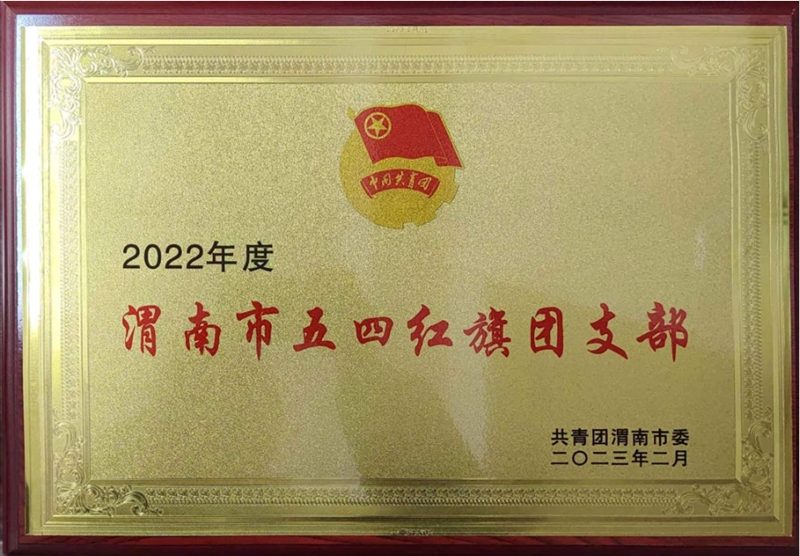 中国共青团
2022年度
渭南市五四红旗团支部
共青团渭南市委
二〇二三年二月